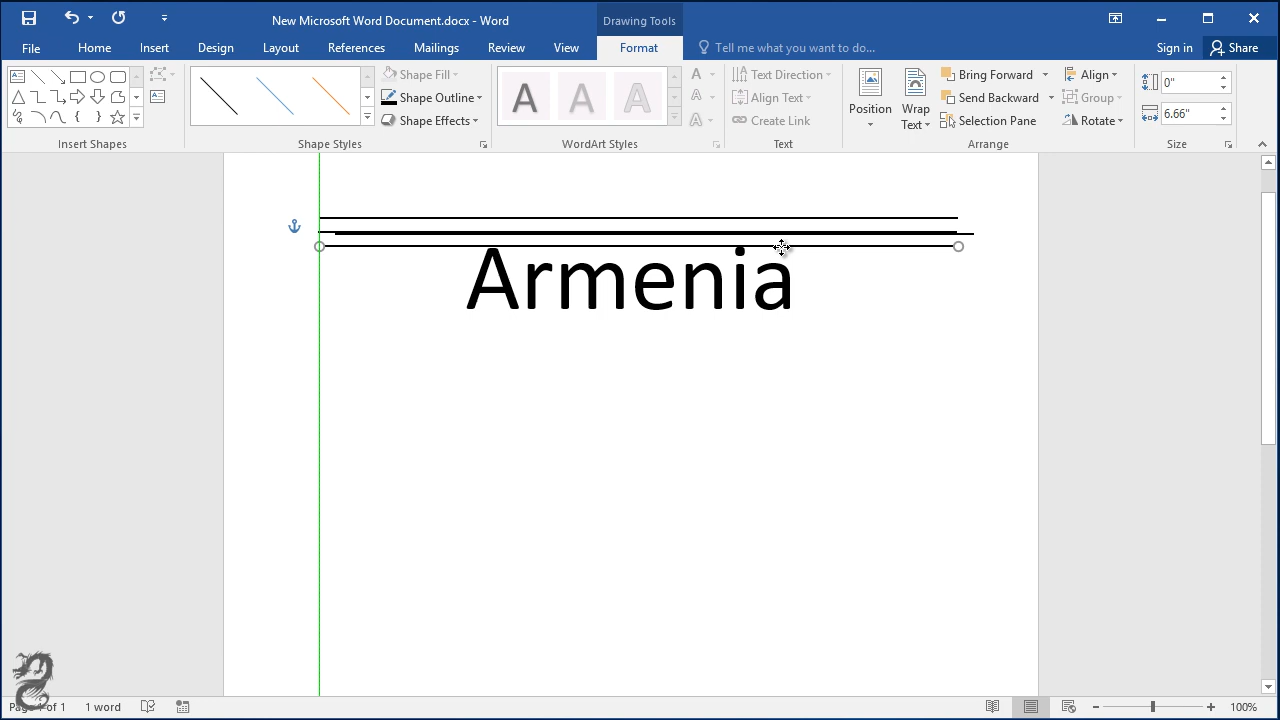 New Microsoft Word Document.docx - Word
Drawing Tools
File Home Insert Design Layout References Mailings Review View Format Tell me what you want to do... Sign in Share
Shape Fill
Shape Outline
Shape Effects
A A A
Text Direction
Align Text
Create Link
Position
Wrap
Text
Bring Forward
Send Backward
Selection Pane
Align
Group
Rotate
0"
6.66"
Insert Shapes Shape Styles WordArt Styles Text Arrange Size
Armenia
of 1 1 word 100%